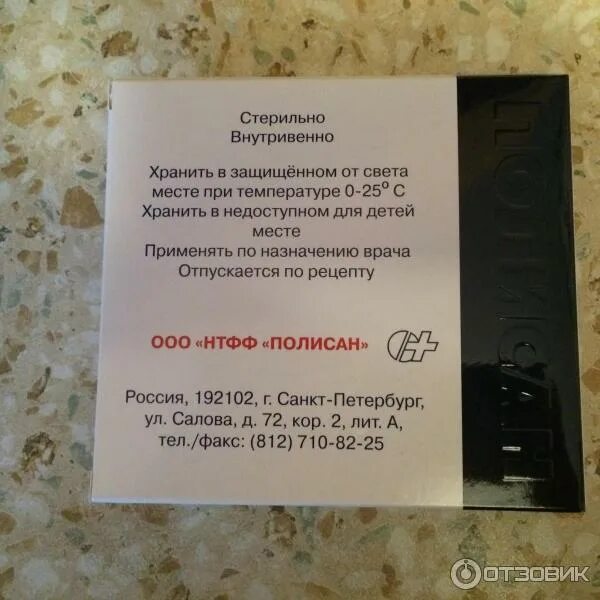 Стерильно
Внутривенно
Хранить в защищённом от света
месте при температуре 0-25° С
Хранить в недоступном для детей
месте
Применять по назначению врача
Отпускается по рецепту
ООО «НТФФ «ПОЛИСАН»
Россия, 192102, г. Санкт-Петербург,
ул. Салова, д. 72, кор. 2, лит. А,
тел./факс: (812) 710-82-25
ПОЛИСАН
ОТЗОВИК